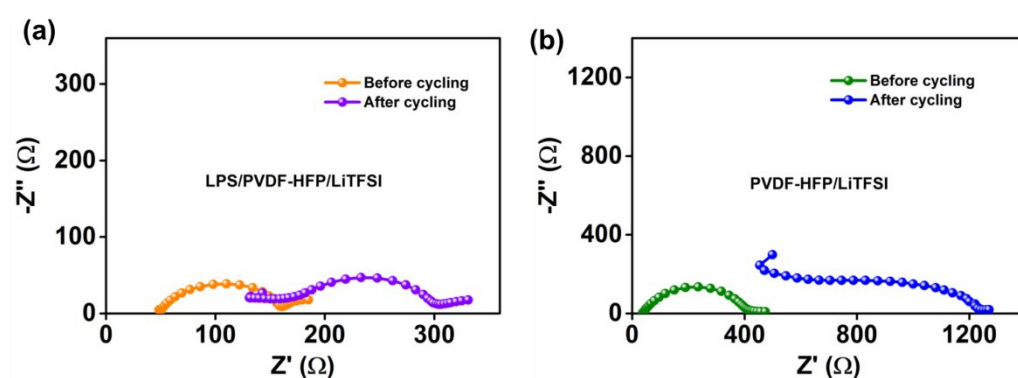 (a)
300
200
100
0
-Z'' (Ω)
Before cycling
After cycling
LPS/PVDF-HFP/LiTFSI
0 100 200 300
Z' (Ω)
(b)
1200
800
400
0
-Z'' (Ω)
Before cycling
After cycling
PVDF-HFP/LiTFSI
0 400 800 1200
Z' (Ω)